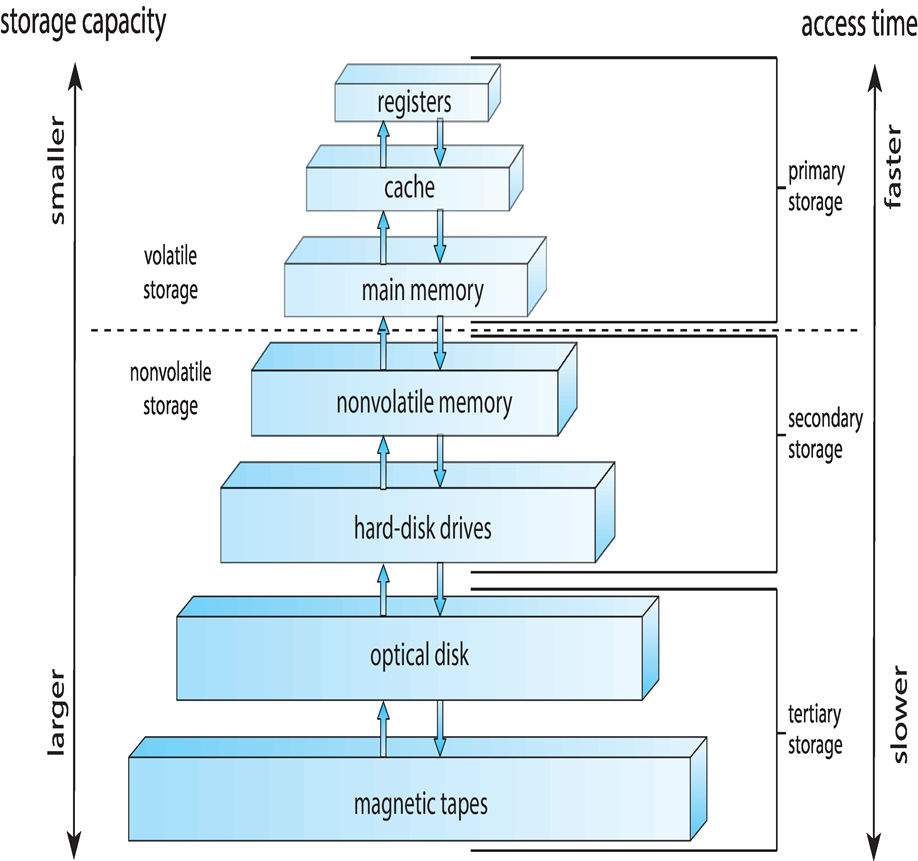 storage capacity
access time
smaller
larger
volatile
storage
nonvolatile
storage
registers
cache
main memory
nonvolatile memory
hard-disk drives
optical disk
magnetic tapes
primary
storage
secondary
storage
tertiary
storage
faster
slower